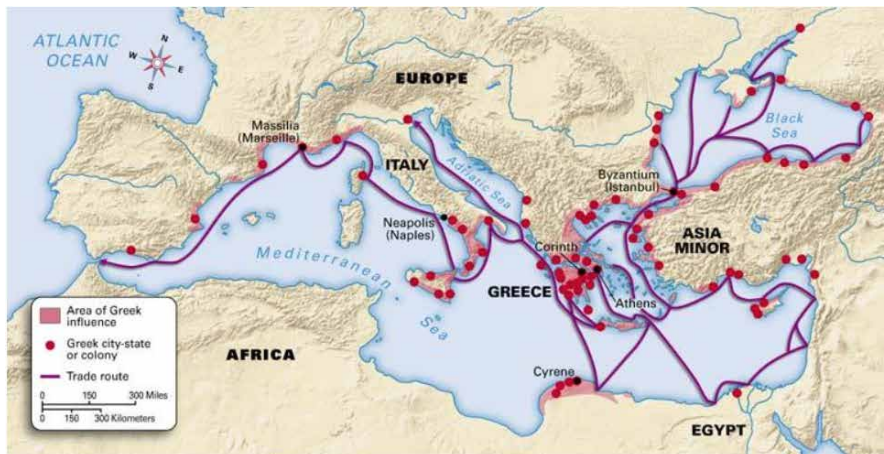 ATLANTIC
OCEAN
N
W
E
S
EUROPE
Massilia
(Marseille)
ITALY
Adriatic Sea
Black
Sea
Byzantium
(Istanbul)
Neapolis
(Naples)
ASIA
MINOR
Corinth
Mediterranean
Sea
GREECE
Athens
AFRICA
Cyrene
EGYPT
Area of Greek
influence
Greek city-state
or colony
Trade route
0 150 300 Miles
0 150 300 Kilometers